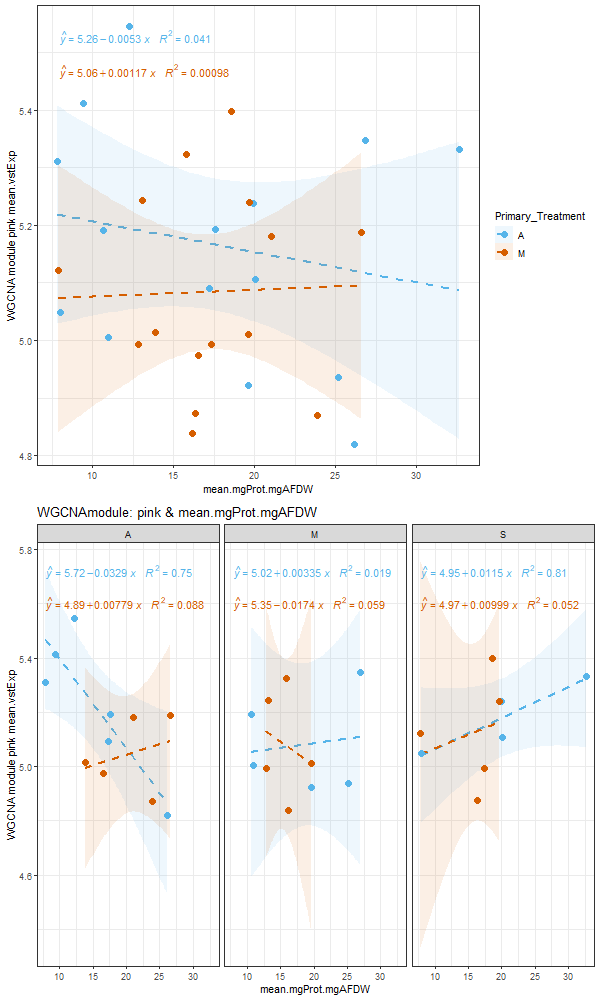 ŷ = 5.26 − 0.0053 x R² = 0.041
ŷ = 5.06 + 0.00117 x R² = 0.00098
5.4
5.2
5.0
4.8
WGCNA module pink mean.vstExp
10 15 20 25 30
mean.mgProt.mgAFDW
Primary_Treatment
A
M
WGCNAmodule: pink & mean.mgProt.mgAFDW
A M S
ŷ = 5.72 − 0.0329 x R² = 0.75 ŷ = 5.02 + 0.00335 x R² = 0.019 ŷ = 4.95 + 0.0115 x R² = 0.81
ŷ = 4.89 + 0.00779 x R² = 0.088 ŷ = 5.35 − 0.0174 x R² = 0.059 ŷ = 4.97 + 0.00999 x R² = 0.052
5.8
5.4
5.0
4.6
WGCNA module pink mean.vstExp
10 15 20 25 30 10 15 20 25 30 10 15 20 25 30
mean.mgProt.mgAFDW